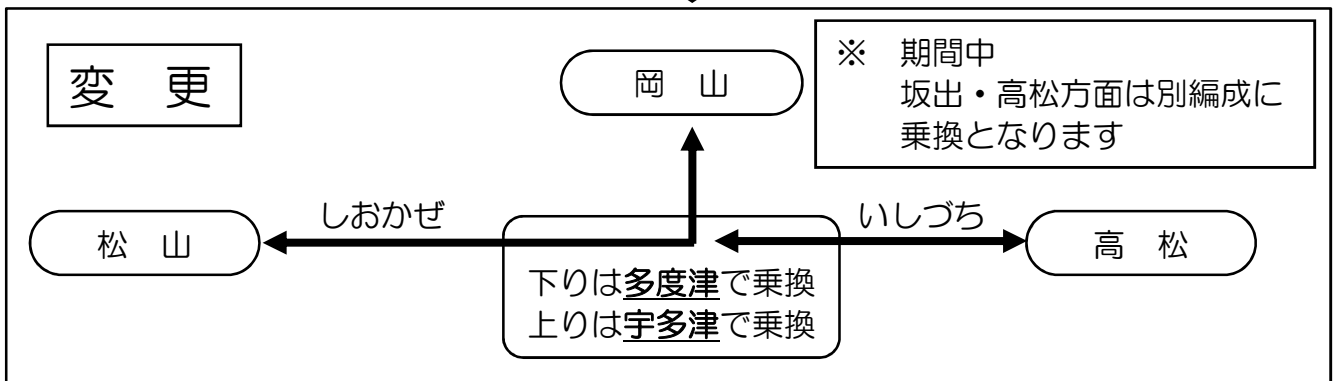 変 更
岡 山
※ 期間中
坂出・高松方面は別編成に
乗換となります
しおかぜ
いしづち
松 山
高 松
下りは多度津で乗換
上りは宇多津で乗換